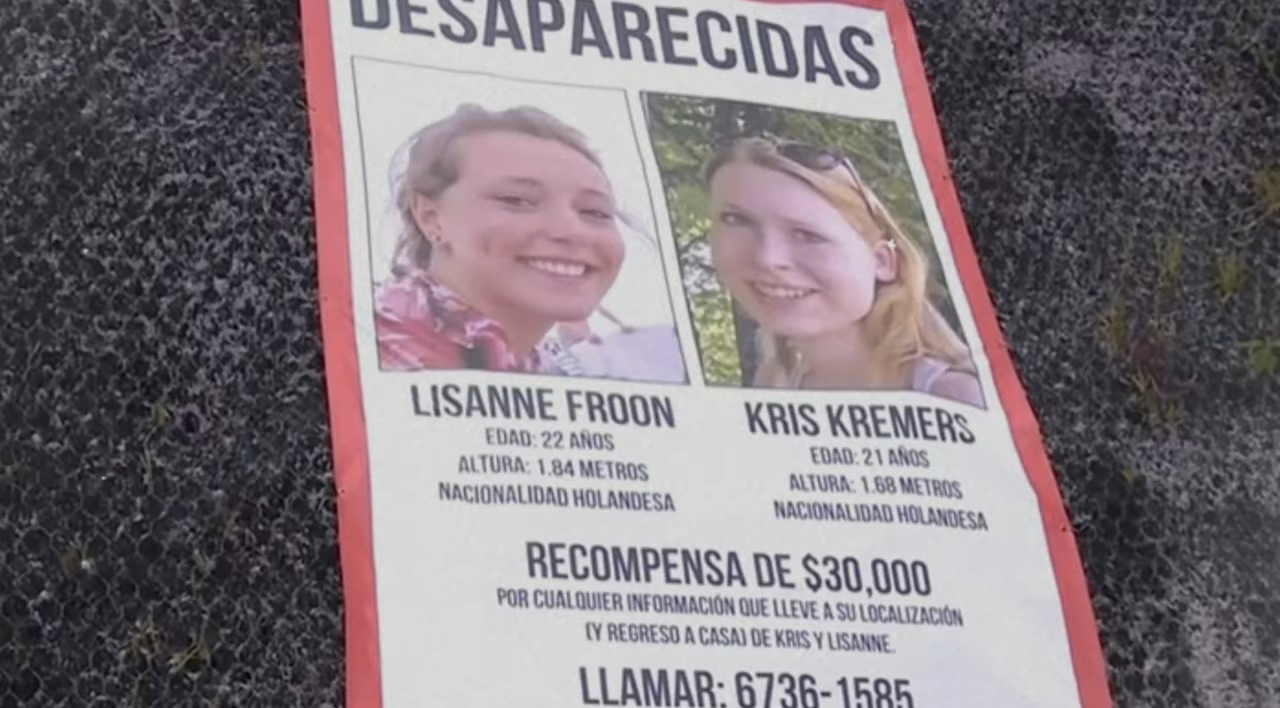 DESAPARECIDAS
LISANNE FROON
EDAD: 22 AÑOS
ALTURA: 1.84 METROS
NACIONALIDAD HOLANDESA
KRIS KREMERS
EDAD: 21 AÑOS
ALTURA: 1.68 METROS
NACIONALIDAD HOLANDESA
RECOMPENSA DE $30,000
POR CUALQUIER INFORMACIÓN QUE LLEVE A SU LOCALIZACIÓN
(Y REGRESO A CASA) DE KRIS Y LISANNE.
LLAMAR: 6736-1585